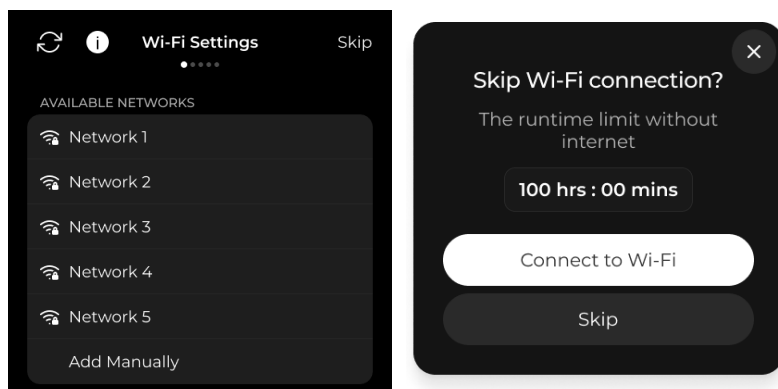 Wi-Fi Settings
Skip
AVAILABLE NETWORKS
Network 1
Network 2
Network 3
Network 4
Network 5
Add Manually
Skip Wi-Fi connection?
The runtime limit without
internet
100 hrs : 00 mins
Connect to Wi-Fi
Skip